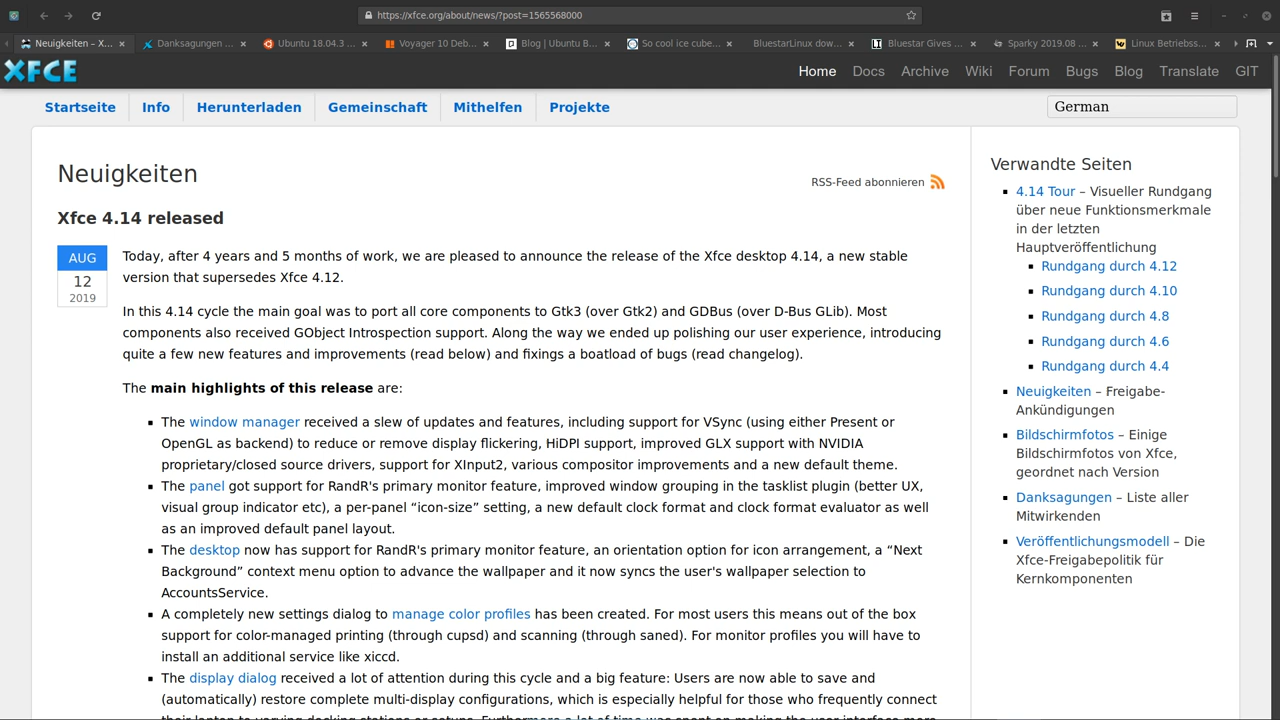 https://xfce.org/about/news/?post=1565568000
Neuigkeiten – X...
Danksagungen ...
Ubuntu 18.04.3 ...
Voyager 10 Deb...
Blog | Ubuntu B...
So cool ice cube...
BluestarLinux dow...
Bluestar Gives ...
Sparky 2019.08 ...
Linux Betriebss...
XFCE
Home Docs Archive Wiki Forum Bugs Blog Translate GIT
Startseite Info Herunterladen Gemeinschaft Mithelfen Projekte
German
Neuigkeiten
RSS-Feed abonnieren
Xfce 4.14 released
AUG
12
2019
Today, after 4 years and 5 months of work, we are pleased to announce the release of the Xfce desktop 4.14, a new stable
version that supersedes Xfce 4.12.
In this 4.14 cycle the main goal was to port all core components to Gtk3 (over Gtk2) and GDBus (over D-Bus GLib). Most
components also received GObject Introspection support. Along the way we ended up polishing our user experience, introducing
quite a few new features and improvements (read below) and fixings a boatload of bugs (read changelog).
The main highlights of this release are:
The window manager received a slew of updates and features, including support for VSync (using either Present or
OpenGL as backend) to reduce or remove display flickering, HiDPI support, improved GLX support with NVIDIA
proprietary/closed source drivers, support for XInput2, various compositor improvements and a new default theme.
The panel got support for RandR's primary monitor feature, improved window grouping in the tasklist plugin (better UX,
visual group indicator etc), a per-panel “icon-size” setting, a new default clock format and clock format evaluator as well
as an improved default panel layout.
The desktop now has support for RandR's primary monitor feature, an orientation option for icon arrangement, a “Next
Background” context menu option to advance the wallpaper and it now syncs the user's wallpaper selection to
AccountsService.
A completely new settings dialog to manage color profiles has been created. For most users this means out of the box
support for color-managed printing (through cupsd) and scanning (through saned). For monitor profiles you will have to
install an additional service like xiccd.
The display dialog received a lot of attention during this cycle and a big feature: Users are now able to save and
(automatically) restore complete multi-display configurations, which is especially helpful for those who frequently connect
their laptop to varying docking stations or setups. Furthermore a lot of time was spent on making the user interface more
Verwandte Seiten
4.14 Tour – Visueller Rundgang
über neue Funktionsmerkmale
in der letzten
Hauptveröffentlichung
Rundgang durch 4.12
Rundgang durch 4.10
Rundgang durch 4.8
Rundgang durch 4.6
Rundgang durch 4.4
Neuigkeiten – Freigabe-
Ankündigungen
Bildschirmfotos – Einige
Bildschirmfotos von Xfce,
geordnet nach Version
Danksagungen – Liste aller
Mitwirkenden
Veröffentlichungsmodell – Die
Xfce-Freigabepolitik für
Kernkomponenten